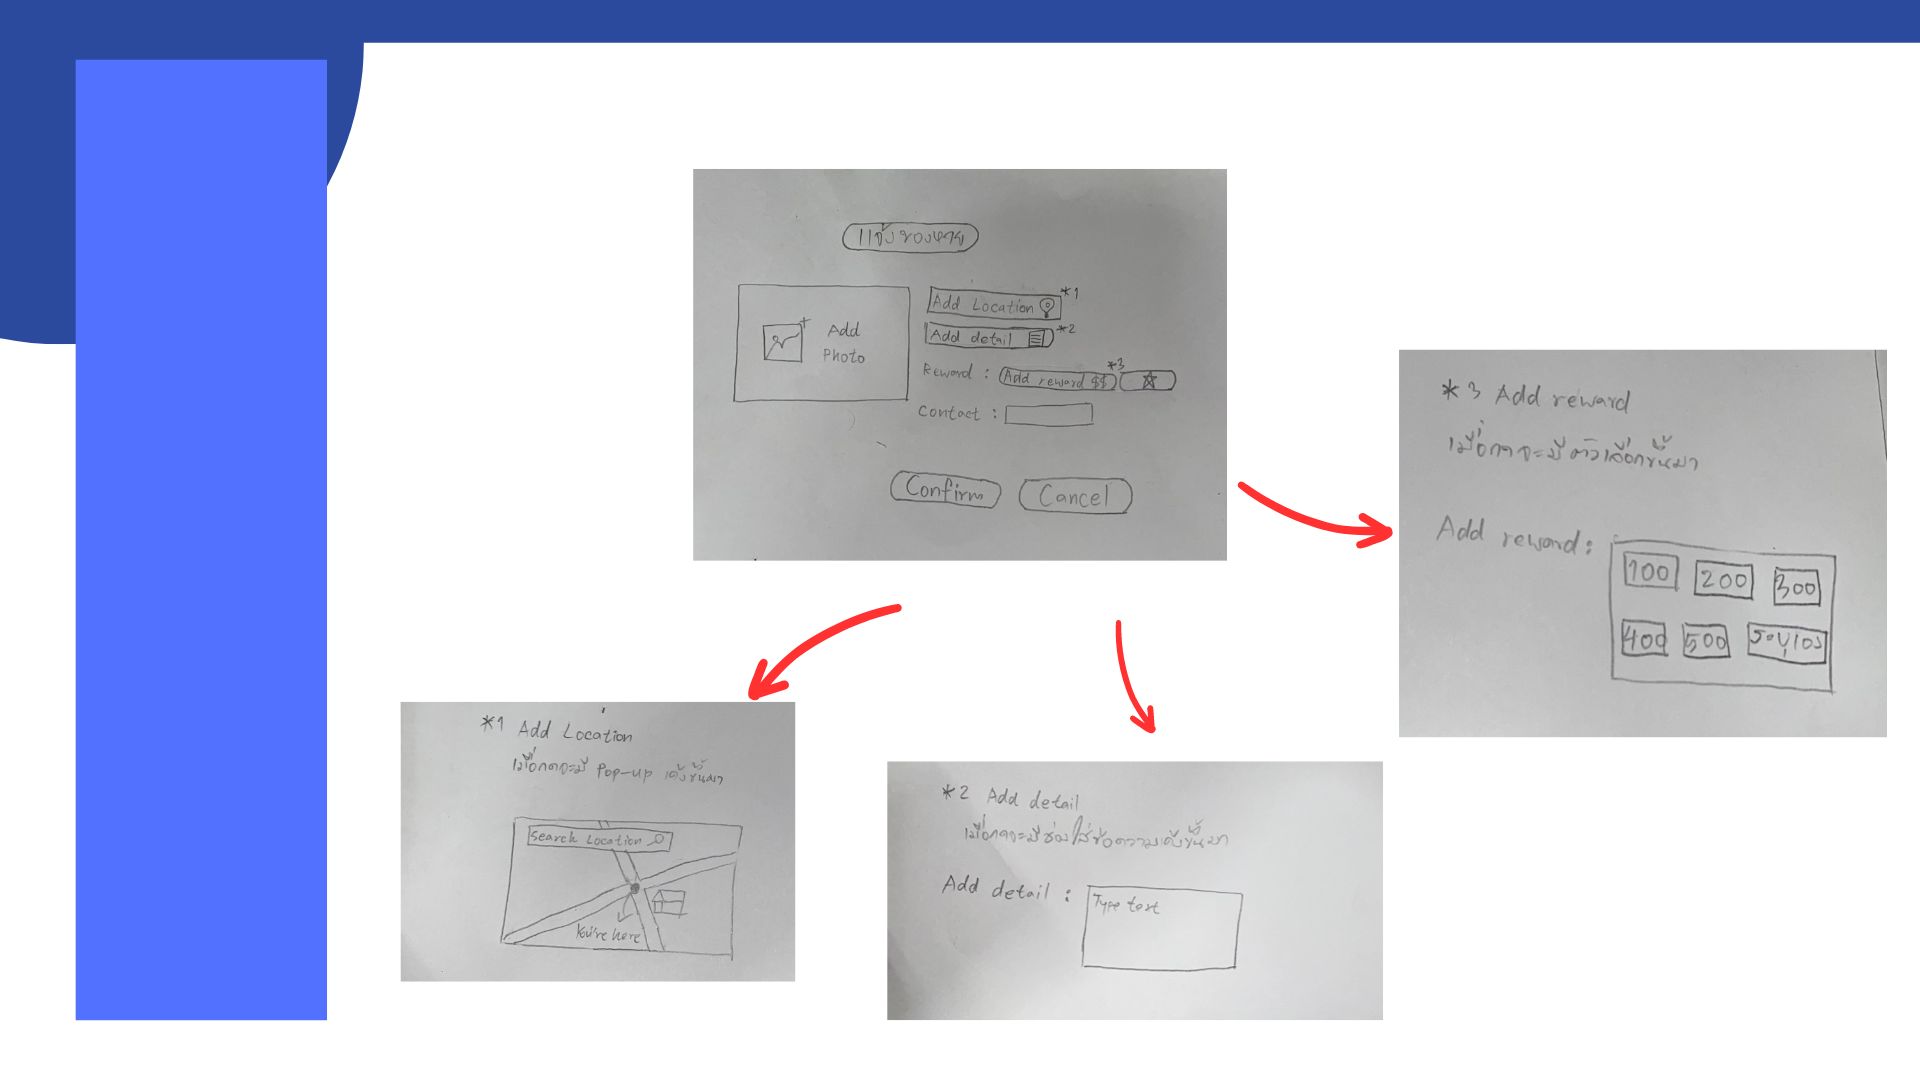 แจ้งของหาย
Add Photo
Add Location *1
Add detail *2
Reward : Add reward $$ *3
Contact :
Confirm Cancel
*1 Add Location
เมื่อกดจะมี Pop-up เด้งขึ้นมา
Search Location
You're here
*2 Add detail
เมื่อกดจะมีช่องใส่ข้อความเด้งขึ้นมา
Add detail :
Type text
*3 Add reward
เมื่อกดจะมีตัวเลือกขึ้นมา
Add reward :
100 200 300
400 500 ระบุเอง